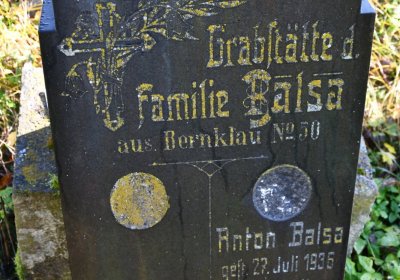 Grabstätte d.
Familie Balsa
aus Bernklau No 50
Anton Balsa
gest. 27. Juli 1936